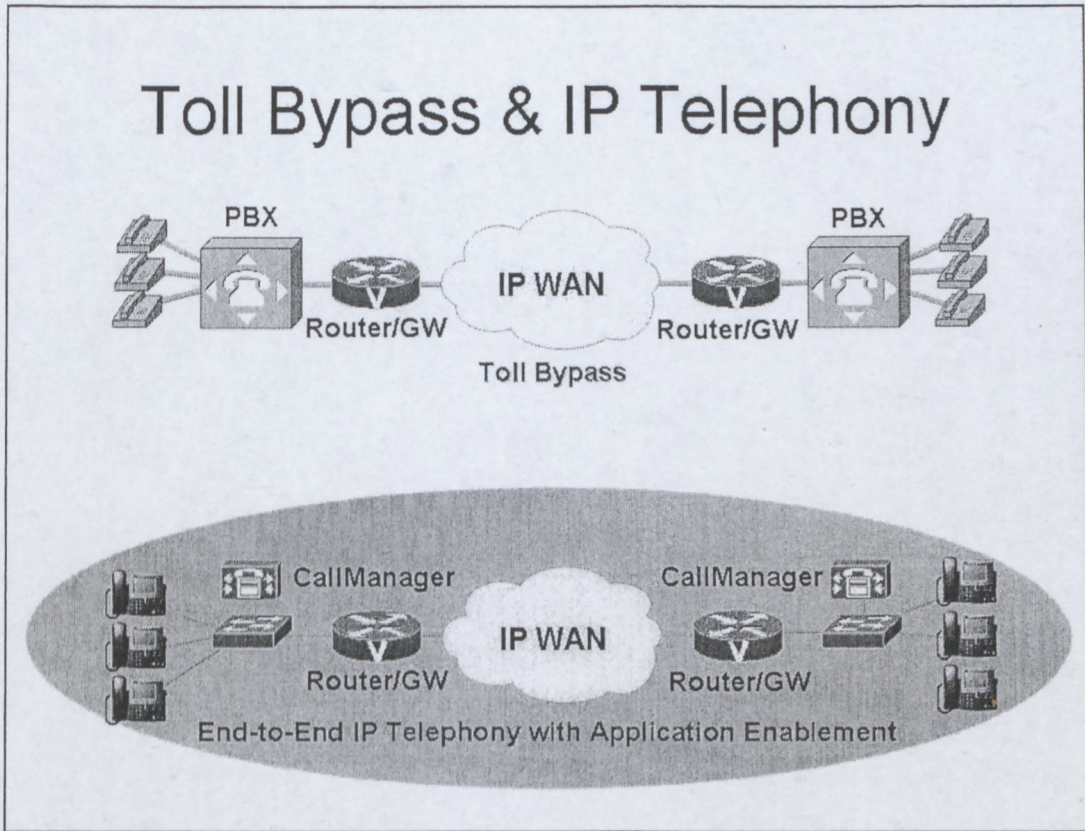 Toll Bypass & IP Telephony
PBX
PBX
IP WAN
V
V
Router/GW
Router/GW
Toll Bypass
CallManager
CallManager
IP WAN
V
V
Router/GW
Router/GW
End-to-End IP Telephony with Application Enablement